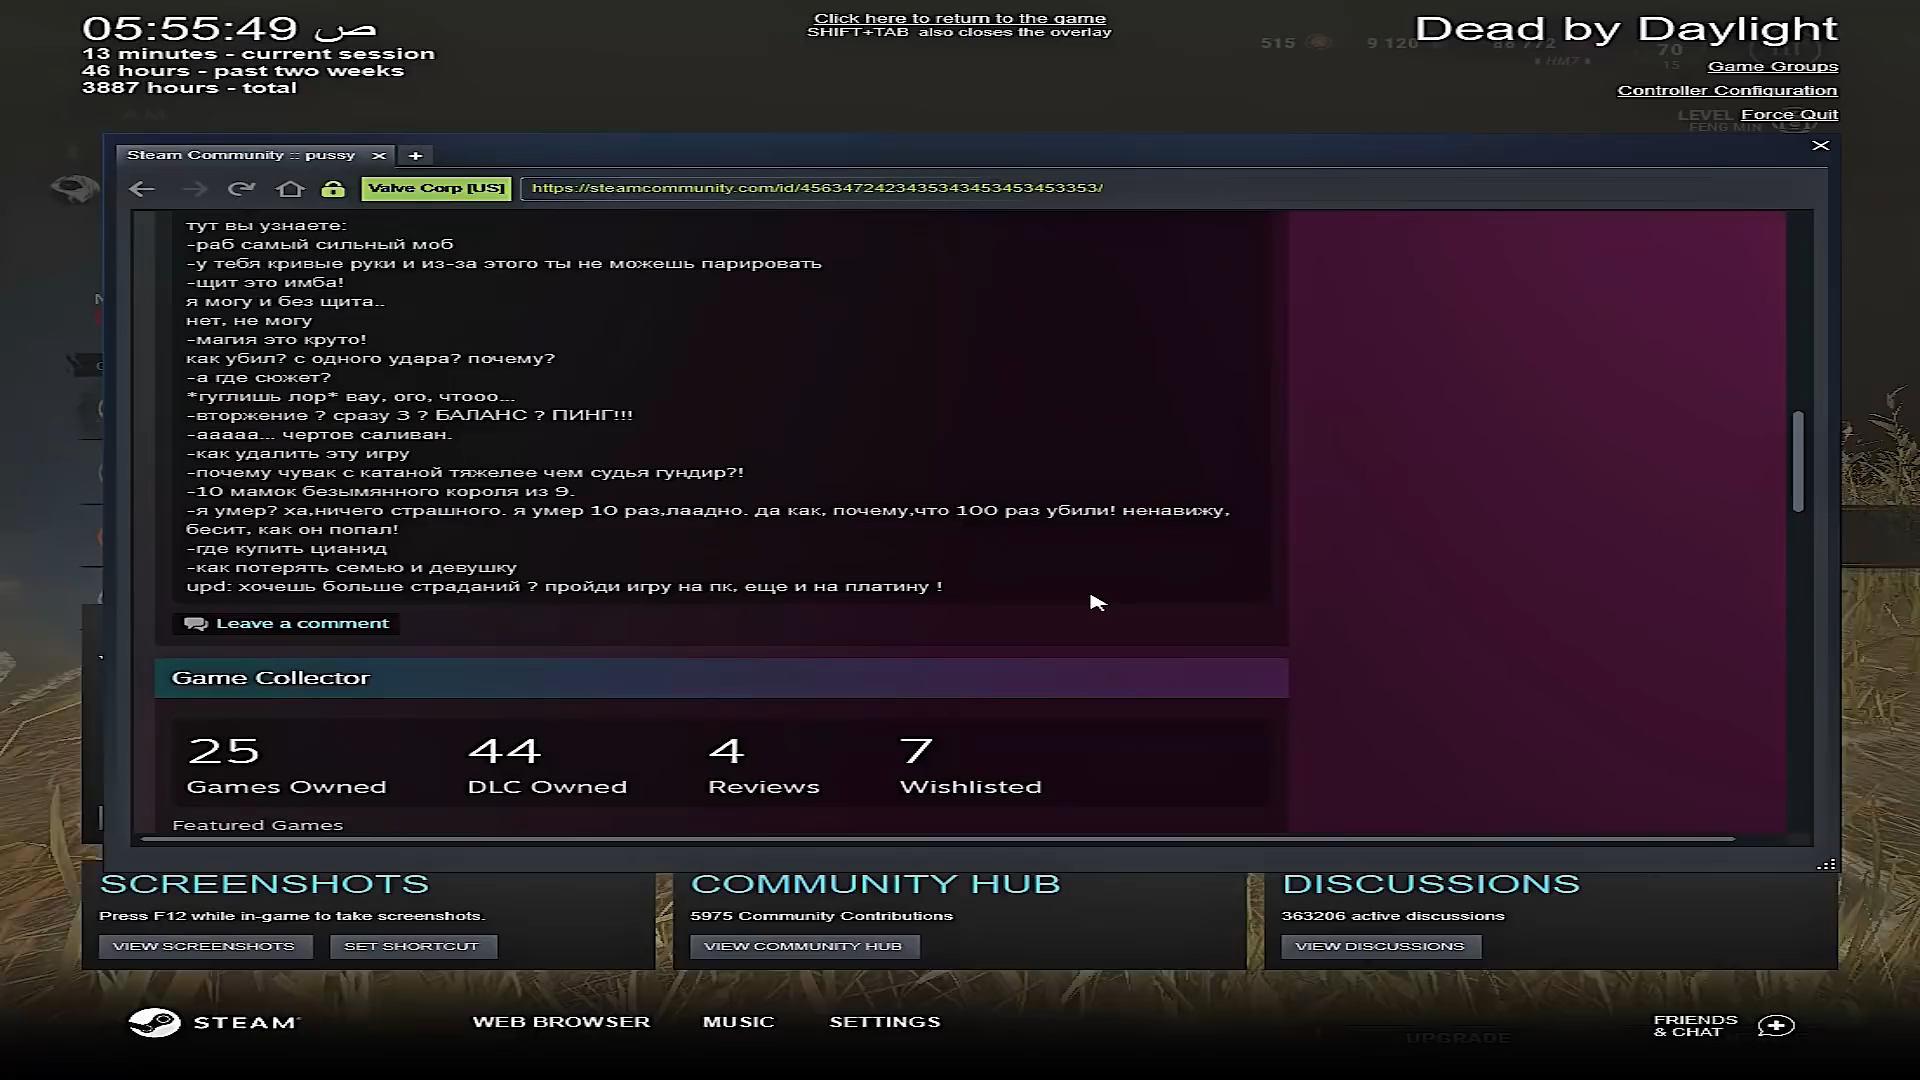 05:55:49 ص
13 minutes - current session
46 hours - past two weeks
3887 hours - total
Click here to return to the game
SHIFT+TAB also closes the overlay
Dead by Daylight
Game Groups
Controller Configuration
Force Quit
515
9 120
70
15
LEVEL
FENG MIN
Steam Community :: pussy
Valve Corp [US]
тут вы узнаете:
-раб самый сильный моб
-у тебя кривые руки и из-за этого ты не можешь парировать
-щит это имба!
я могу и без щита..
нет, не могу
-магия это круто!
как убил? с одного удара? почему?
-а где сюжет?
*гуглишь лор* вау, ого, чтооо...
-вторжение ? сразу 3 ? БАЛАНС ? ПИНГ!!!
-ааааа... чертов саливан.
-как удалить эту игру
-почему чувак с катаной тяжелее чем судья гундир?!
-10 мамок безымянного короля из 9.
-я умер? ха,ничего страшного. я умер 10 раз,лаадно. да как, почему,что 100 раз убили! ненавижу,
бесит, как он попал!
-где купить цианид
-как потерять семью и девушку
upd: хочешь больше страданий ? пройди игру на пк, еще и на платину !
Leave a comment
Game Collector
25 44 4 7
Games Owned DLC Owned Reviews Wishlisted
Featured Games
SCREENSHOTS
Press F12 while in-game to take screenshots.
VIEW SCREENSHOTS SET SHORTCUT
COMMUNITY HUB
5975 Community Contributions
VIEW COMMUNITY HUB
DISCUSSIONS
363206 active discussions
VIEW DISCUSSIONS
STEAM
WEB BROWSER MUSIC SETTINGS
FRIENDS
& CHAT
UPGRADE